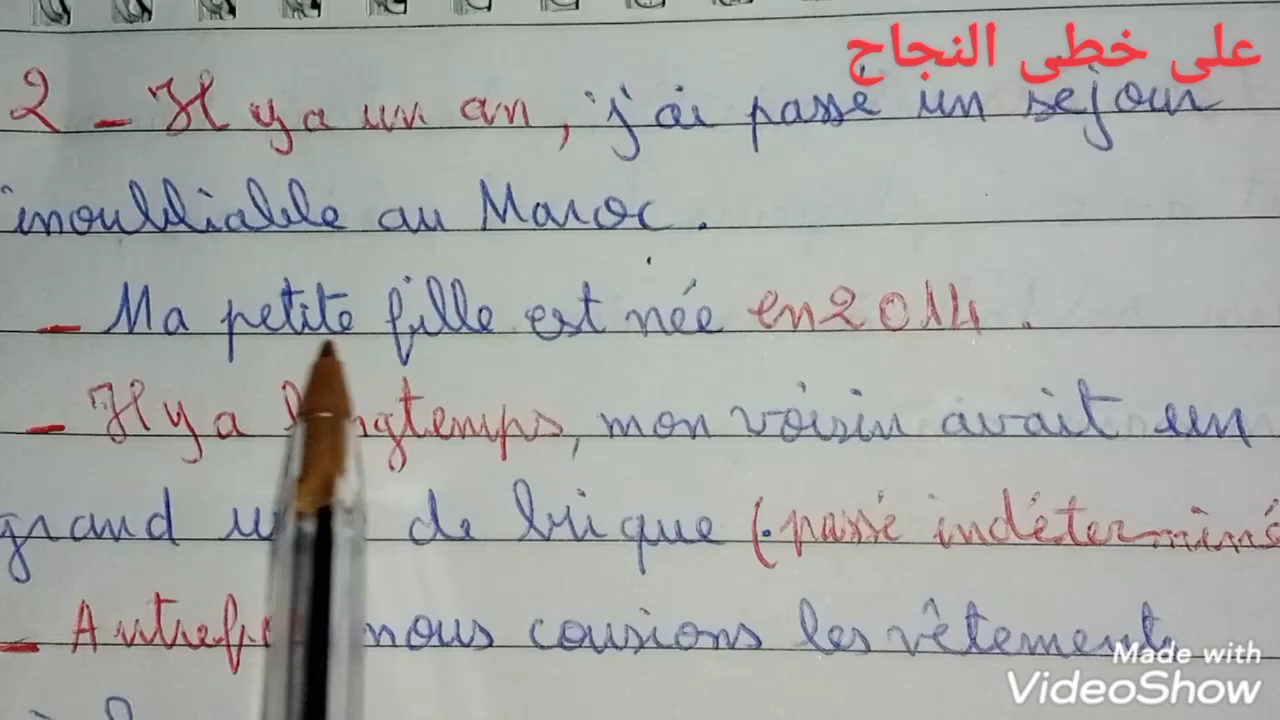 على خطى النجاح
2 - Il y a un an, j'ai passé un séjour
inoubliable au Maroc.
- Ma petite fille est née en 2014.
- Il y a longtemps, mon voisin avait un
grand de brique (passé indéterminé
- Autrefois nous cousions les vêtements
Made with
VideoShow